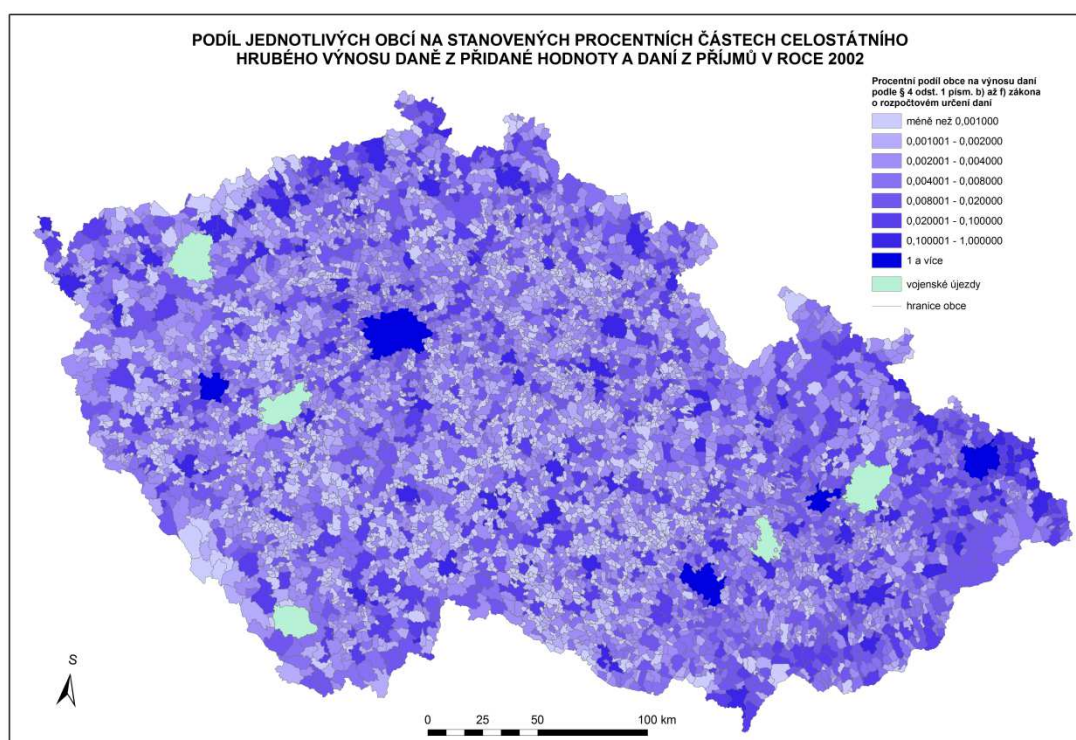 PODÍL JEDNOTLIVÝCH OBCÍ NA STANOVENÝCH PROCENTNÍCH ČÁSTECH CELOSTÁTNÍHO
HRUBÉHO VÝNOSU DANĚ Z PŘIDANÉ HODNOTY A DANÍ Z PŘÍJMŮ V ROCE 2002
Procentní podíl obce na výnosu daní
podle § 4 odst. 1 písm. b) až f) zákona
o rozpočtovém určení daní
méně než 0,001000
0,001001 - 0,002000
0,002001 - 0,004000
0,004001 - 0,008000
0,008001 - 0,020000
0,020001 - 0,100000
0,100001 - 1,000000
1 a více
vojenské újezdy
hranice obce
S
0 25 50 100 km